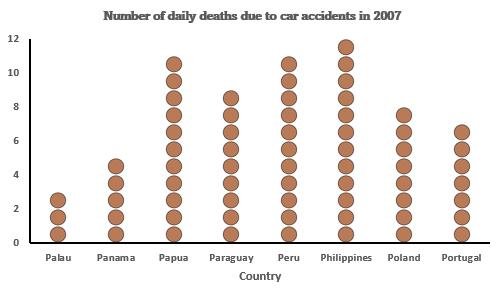 Number of daily deaths due to car accidents in 2007
12
10
8
6
4
2
0
Palau Panama Papua Paraguay Peru Philippines Poland Portugal
Country